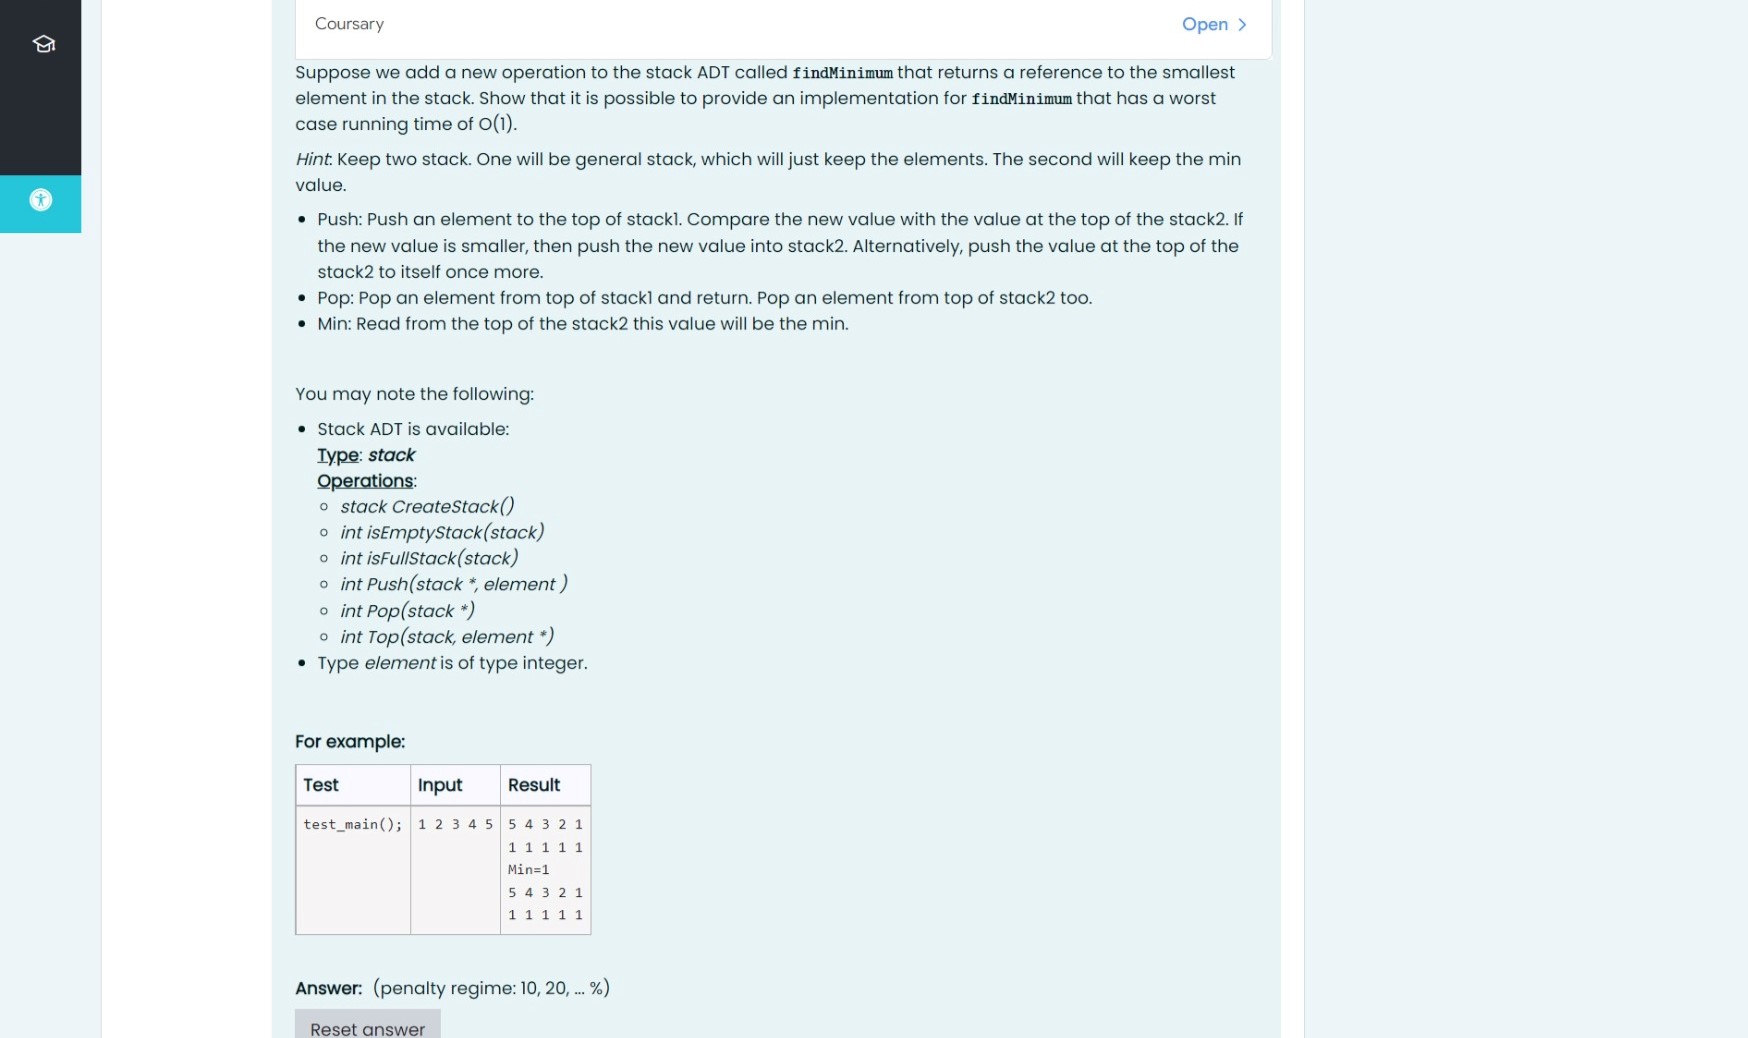 Coursary
Open >
Suppose we add a new operation to the stack ADT called findMinimum that returns a reference to the smallest
element in the stack. Show that it is possible to provide an implementation for findMinimum that has a worst
case running time of O(1).
Hint: Keep two stack. One will be general stack, which will just keep the elements. The second will keep the min
value.
• Push: Push an element to the top of stack1. Compare the new value with the value at the top of the stack2. If
the new value is smaller, then push the new value into stack2. Alternatively, push the value at the top of the
stack2 to itself once more.
• Pop: Pop an element from top of stack1 and return. Pop an element from top of stack2 too.
• Min: Read from the top of the stack2 this value will be the min.
You may note the following:
• Stack ADT is available:
Type: stack
Operations:
◦ stack CreateStack()
◦ int isEmptyStack(stack)
◦ int isFullStack(stack)
◦ int Push(stack *, element )
◦ int Pop(stack *)
◦ int Top(stack, element *)
• Type element is of type integer.
For example:
Test Input Result
test_main(); 1 2 3 4 5 5 4 3 2 1
1 1 1 1 1
Min=1
5 4 3 2 1
1 1 1 1 1
Answer: (penalty regime: 10, 20, ... %)
Reset answer